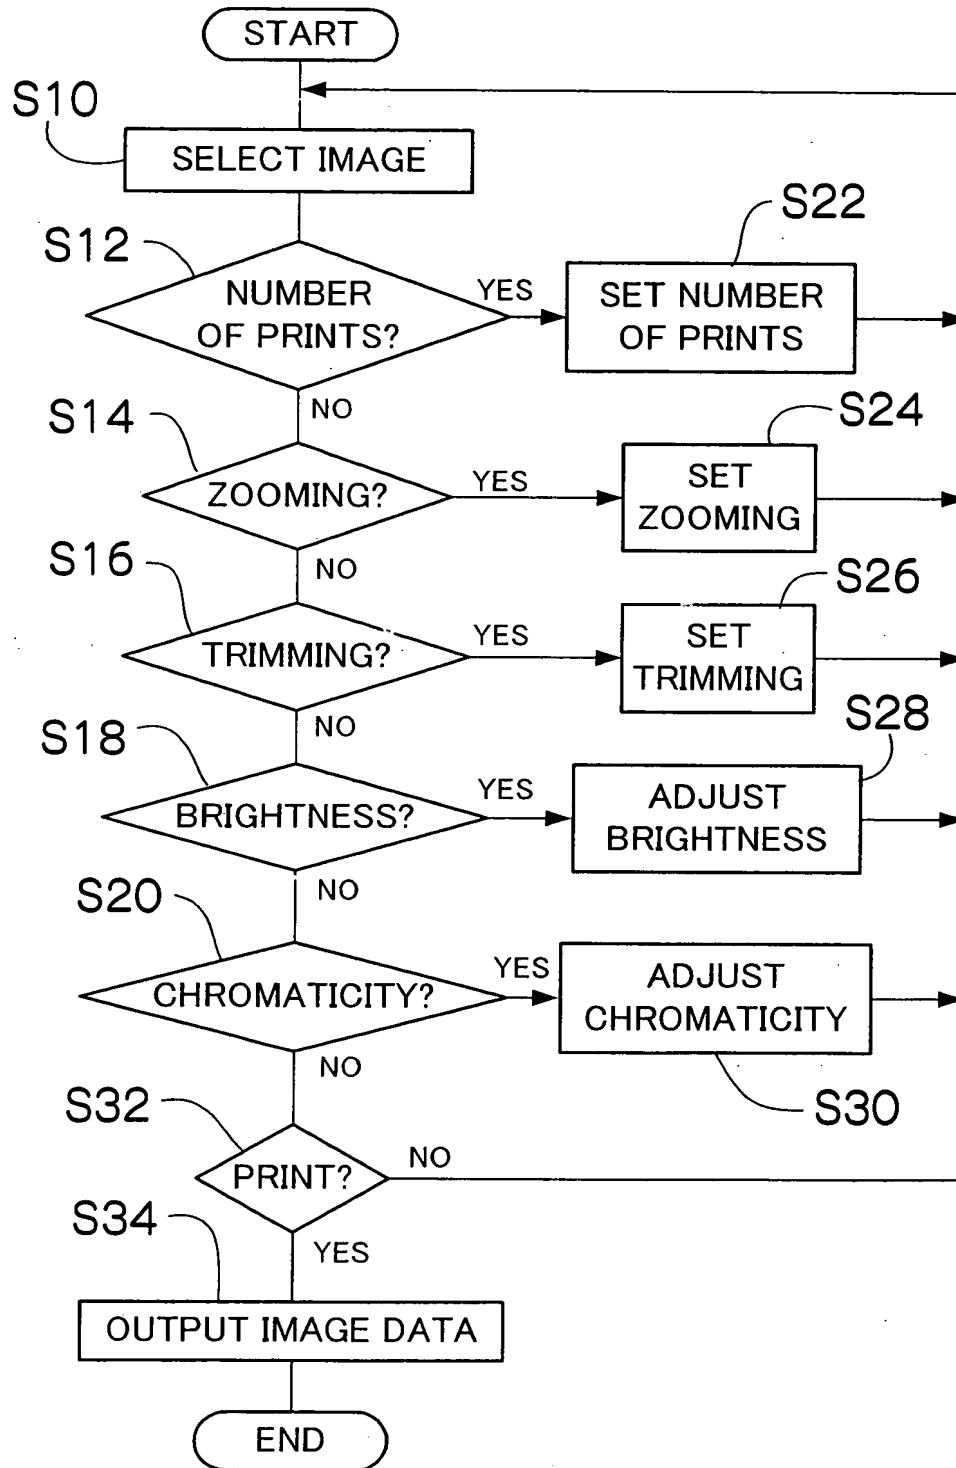 START
S10
SELECT IMAGE
S12
NUMBER
OF PRINTS?
YES
S22
SET NUMBER
OF PRINTS
NO
S14
ZOOMING?
YES
S24
SET
ZOOMING
NO
S16
TRIMMING?
YES
S26
SET
TRIMMING
NO
S18
BRIGHTNESS?
YES
S28
ADJUST
BRIGHTNESS
NO
S20
CHROMATICITY?
YES
ADJUST
CHROMATICITY
S30
NO
S32
PRINT?
NO
YES
S34
OUTPUT IMAGE DATA
END